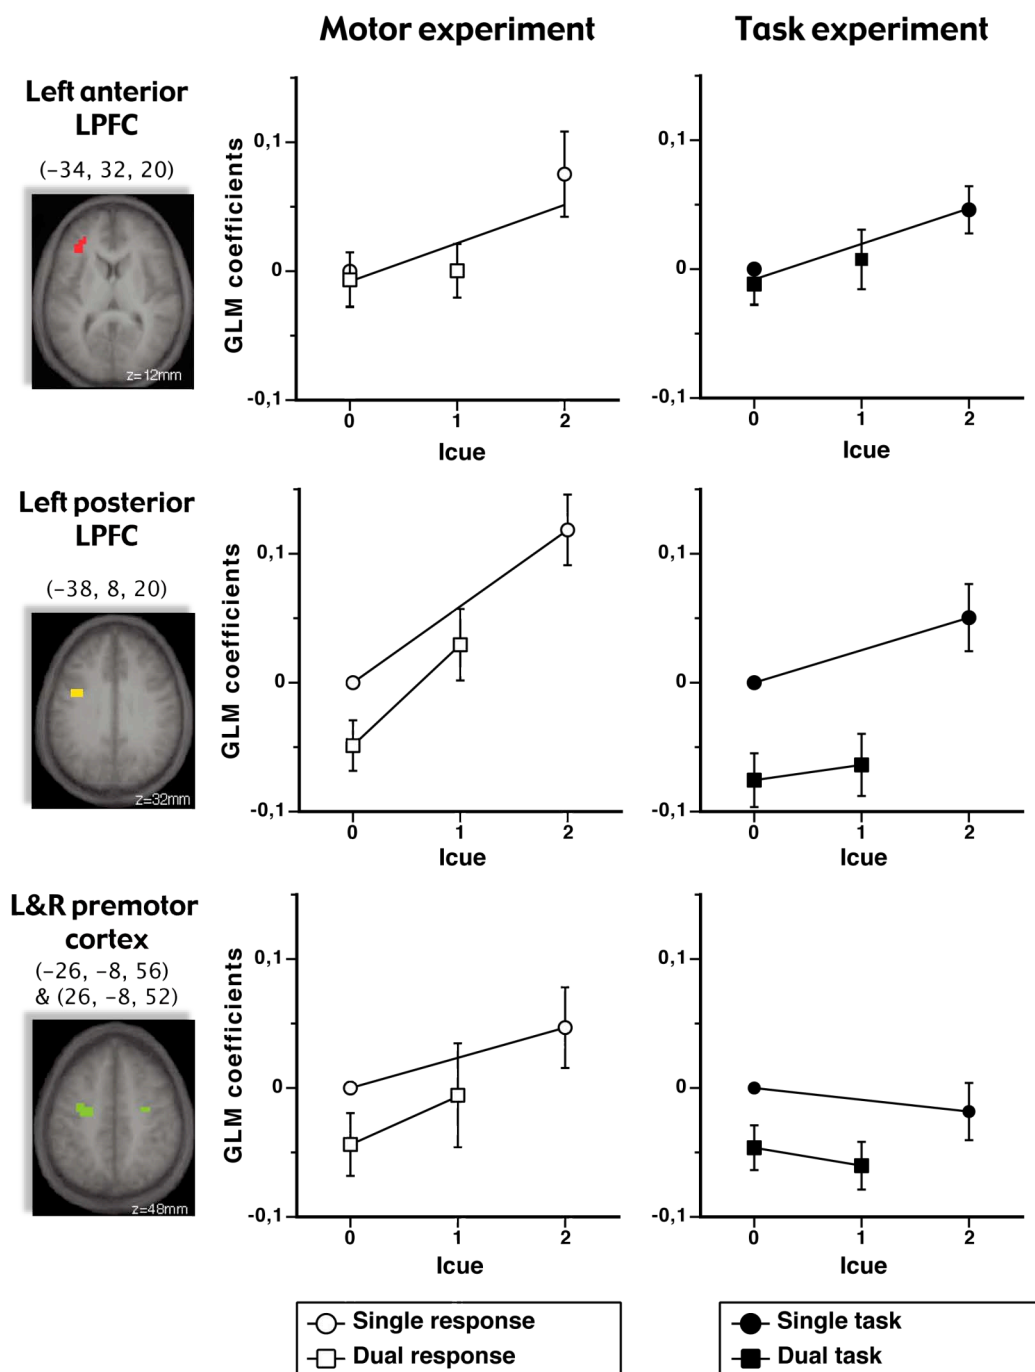 Motor experiment
Task experiment
Left anterior
LPFC
(-34, 32, 20)
z=12mm
GLM coefficients
0,1
0
-0,1
0 1 2
Icue
0,1
0
-0,1
0 1 2
Icue
Left posterior
LPFC
(-38, 8, 20)
z=32mm
GLM coefficients
0,1
0
-0,1
0 1 2
Icue
0,1
0
-0,1
0 1 2
Icue
L&R premotor
cortex
(-26, -8, 56)
& (26, -8, 52)
z=48mm
GLM coefficients
0,1
0
-0,1
0 1 2
Icue
0,1
0
-0,1
0 1 2
Icue
Single response
Dual response
Single task
Dual task